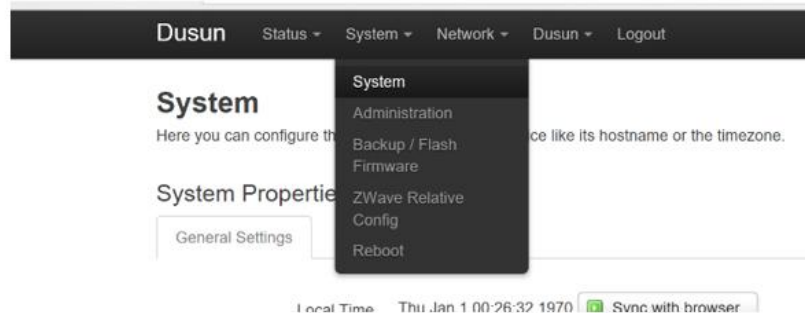 Dusun Status System Network Dusun Logout
System
Administration
Backup / Flash
Firmware
ZWave Relative
Config
Reboot
System
Here you can configure th ce like its hostname or the timezone.
System Propertie
General Settings
Local Time Thu Jan 1 00:26:32 1970 Sync with browser